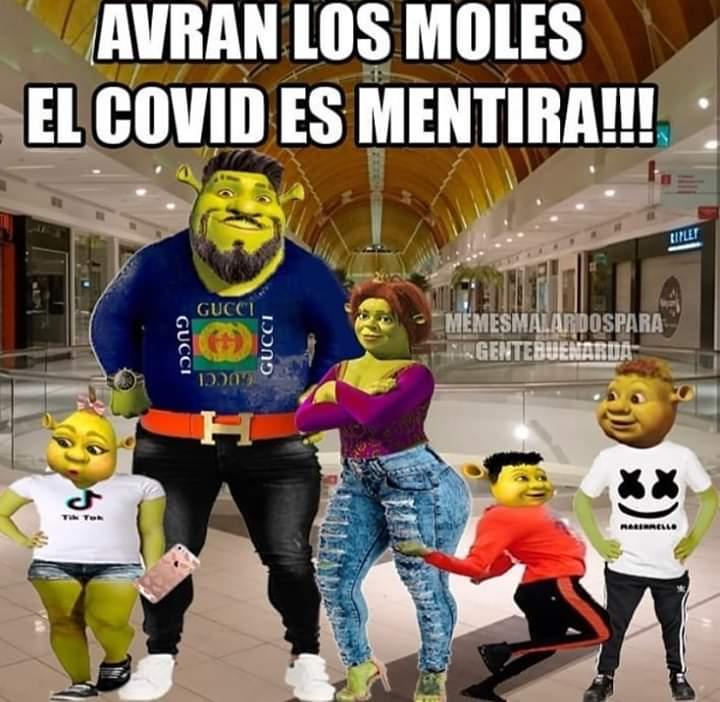 AVRAN LOS MOLES
EL COVID ES MENTIRA!!!
RIPLEY
GUCCI
GUCCI
GUCCI
GUCCI
MEMESMALARDOSPARA
GENTEBUENARDA
Tik Tok
MARSHMELLO